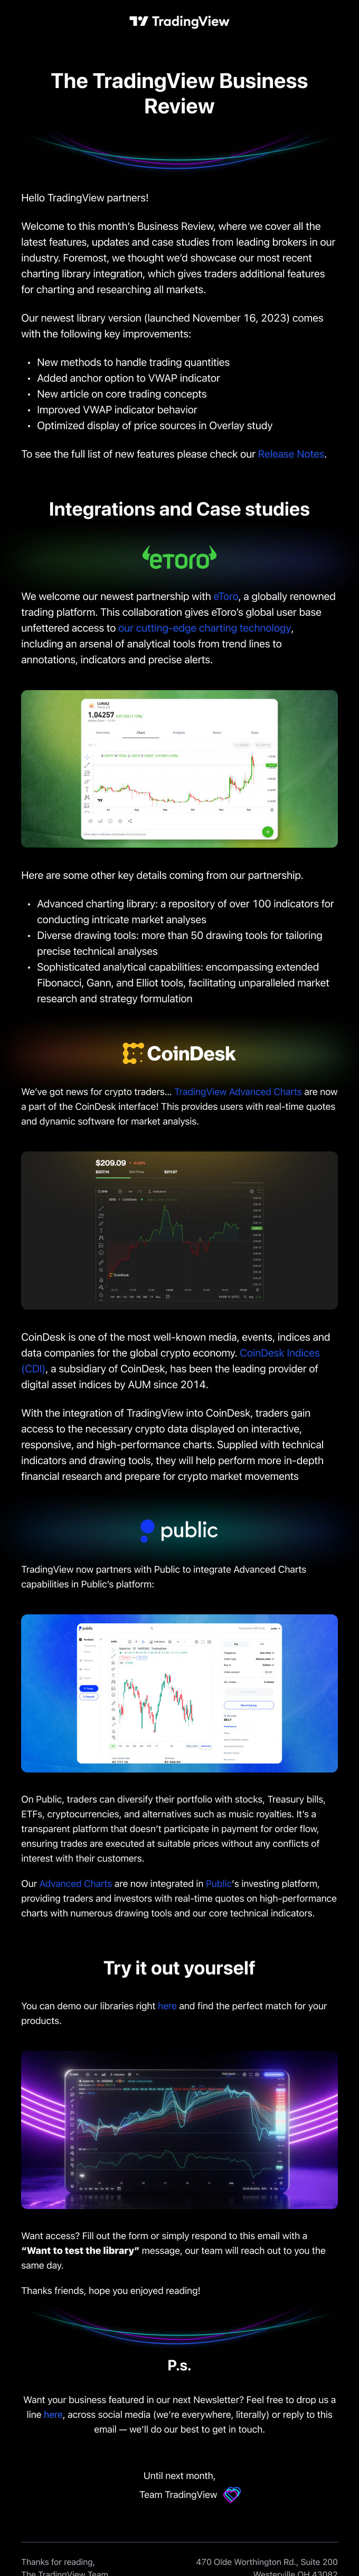 TradingView
The TradingView Business
Review
Hello TradingView partners!
Welcome to this month's Business Review, where we cover all the
latest features, updates and case studies from leading brokers in our
industry. Foremost, we thought we'd showcase our most recent
charting library integration, which gives traders additional features
for charting and researching all markets.
Our newest library version (launched November 16, 2023) comes
with the following key improvements:
• New methods to handle trading quantities
• Added anchor option to VWAP indicator
• New article on core trading concepts
• Improved VWAP indicator behavior
• Optimized display of price sources in Overlay study
To see the full list of new features please check our Release Notes.
Integrations and Case studies
eToro
We welcome our newest partnership with eToro, a globally renowned
trading platform. This collaboration gives eToro's global user base
unfettered access to our cutting-edge charting technology,
including an arsenal of analytical tools from trend lines to
annotations, indicators and precise alerts.
1.04257
Overview Chart Analysis News Stats
Here are some other key details coming from our partnership.
• Advanced charting library: a repository of over 100 indicators for
conducting intricate market analyses
• Diverse drawing tools: more than 50 drawing tools for tailoring
precise technical analyses
• Sophisticated analytical capabilities: encompassing extended
Fibonacci, Gann, and Elliot tools, facilitating unparalleled market
research and strategy formulation
CoinDesk
We've got news for crypto traders... TradingView Advanced Charts are now
a part of the CoinDesk interface! This provides users with real-time quotes
and dynamic software for market analysis.
$209.09
CoinDesk
CoinDesk is one of the most well-known media, events, indices and
data companies for the global crypto economy. CoinDesk Indices
(CDI), a subsidiary of CoinDesk, has been the leading provider of
digital asset indices by AUM since 2014.
With the integration of TradingView into CoinDesk, traders gain
access to the necessary crypto data displayed on interactive,
responsive, and high-performance charts. Supplied with technical
indicators and drawing tools, they will help perform more in-depth
financial research and prepare for crypto market movements
public
TradingView now partners with Public to integrate Advanced Charts
capabilities in Public's platform:
public
On Public, traders can diversify their portfolio with stocks, Treasury bills,
ETFs, cryptocurrencies, and alternatives such as music royalties. It's a
transparent platform that doesn't participate in payment for order flow,
ensuring trades are executed at suitable prices without any conflicts of
interest with their customers.
Our Advanced Charts are now integrated in Public's investing platform,
providing traders and investors with real-time quotes on high-performance
charts with numerous drawing tools and our core technical indicators.
Try it out yourself
You can demo our libraries right here and find the perfect match for your
products.
Want access? Fill out the form or simply respond to this email with a
“Want to test the library” message, our team will reach out to you the
same day.
Thanks friends, hope you enjoyed reading!
P.s.
Want your business featured in our next Newsletter? Feel free to drop us a
line here, across social media (we're everywhere, literally) or reply to this
email — we'll do our best to get in touch.
Until next month,
Team TradingView
Thanks for reading, 470 Olde Worthington Rd., Suite 200
The TradingView Team Westerville OH 43082